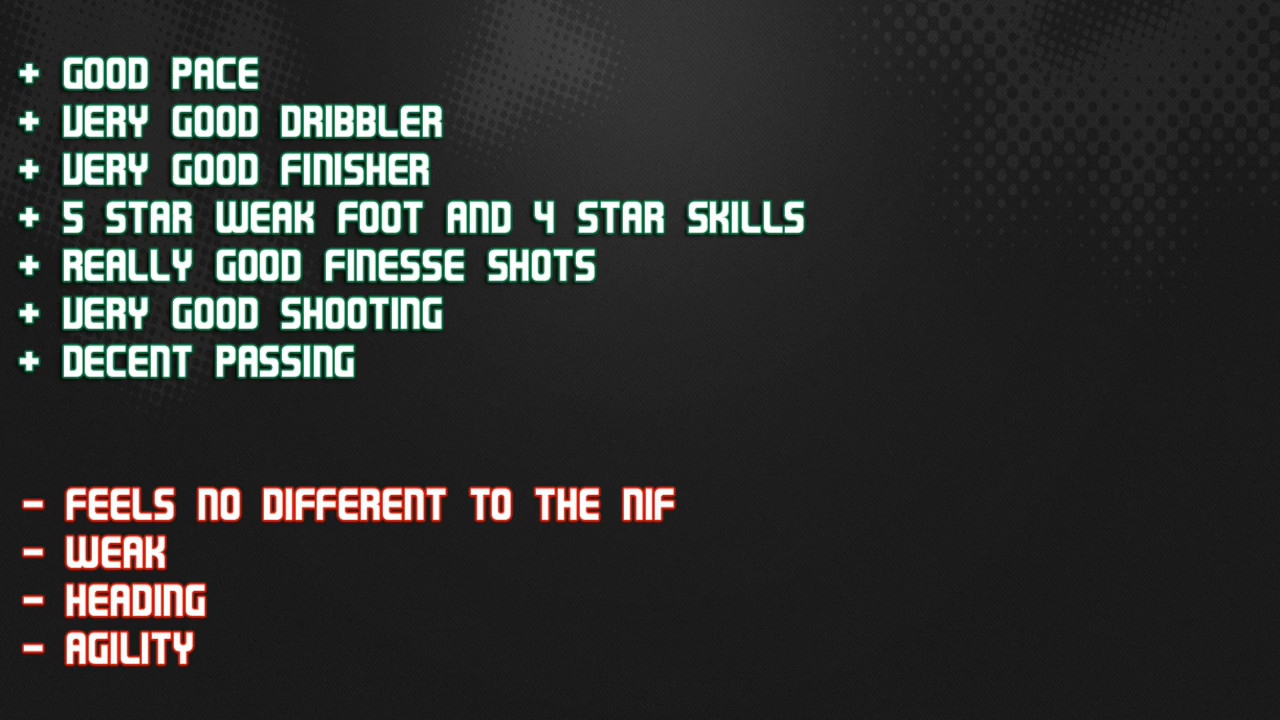 + GOOD PACE
+ VERY GOOD DRIBBLER
+ VERY GOOD FINISHER
+ 5 STAR WEAK FOOT AND 4 STAR SKILLS
+ REALLY GOOD FINESSE SHOTS
+ VERY GOOD SHOOTING
+ DECENT PASSING
- FEELS NO DIFFERENT TO THE NIF
- WEAK
- HEADING
- AGILITY